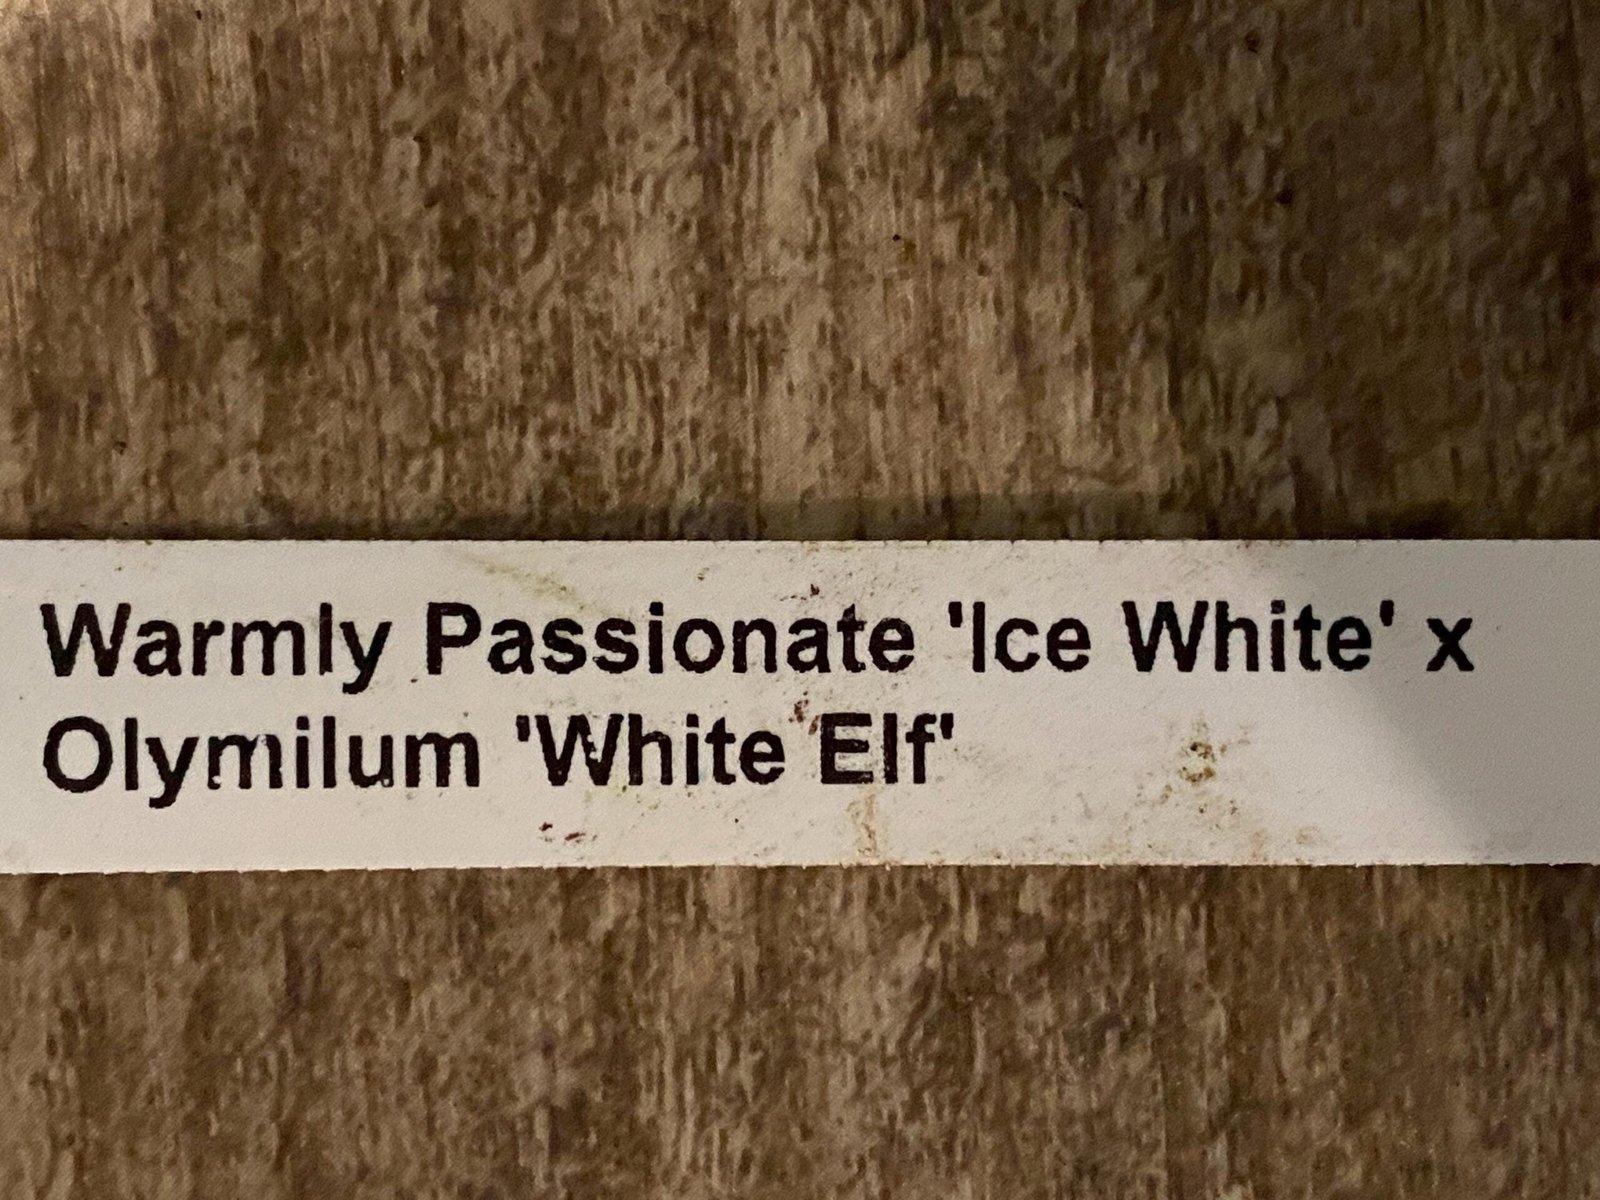 Warmly Passionate 'Ice White' x
Olymilum 'White Elf'